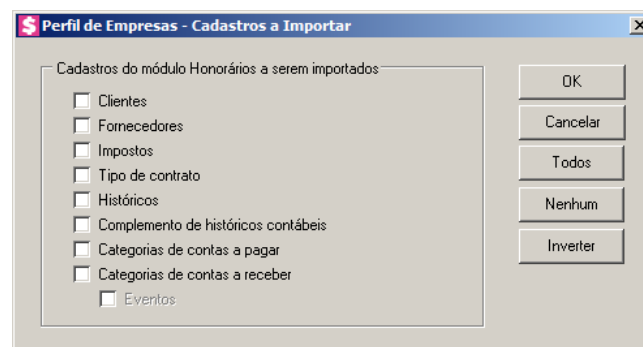 Perfil de Empresas - Cadastros a Importar
Cadastros do módulo Honorários a serem importados
Clientes
Fornecedores
Impostos
Tipo de contrato
Históricos
Complemento de históricos contábeis
Categorias de contas a pagar
Categorias de contas a receber
Eventos
OK
Cancelar
Todos
Nenhum
Inverter